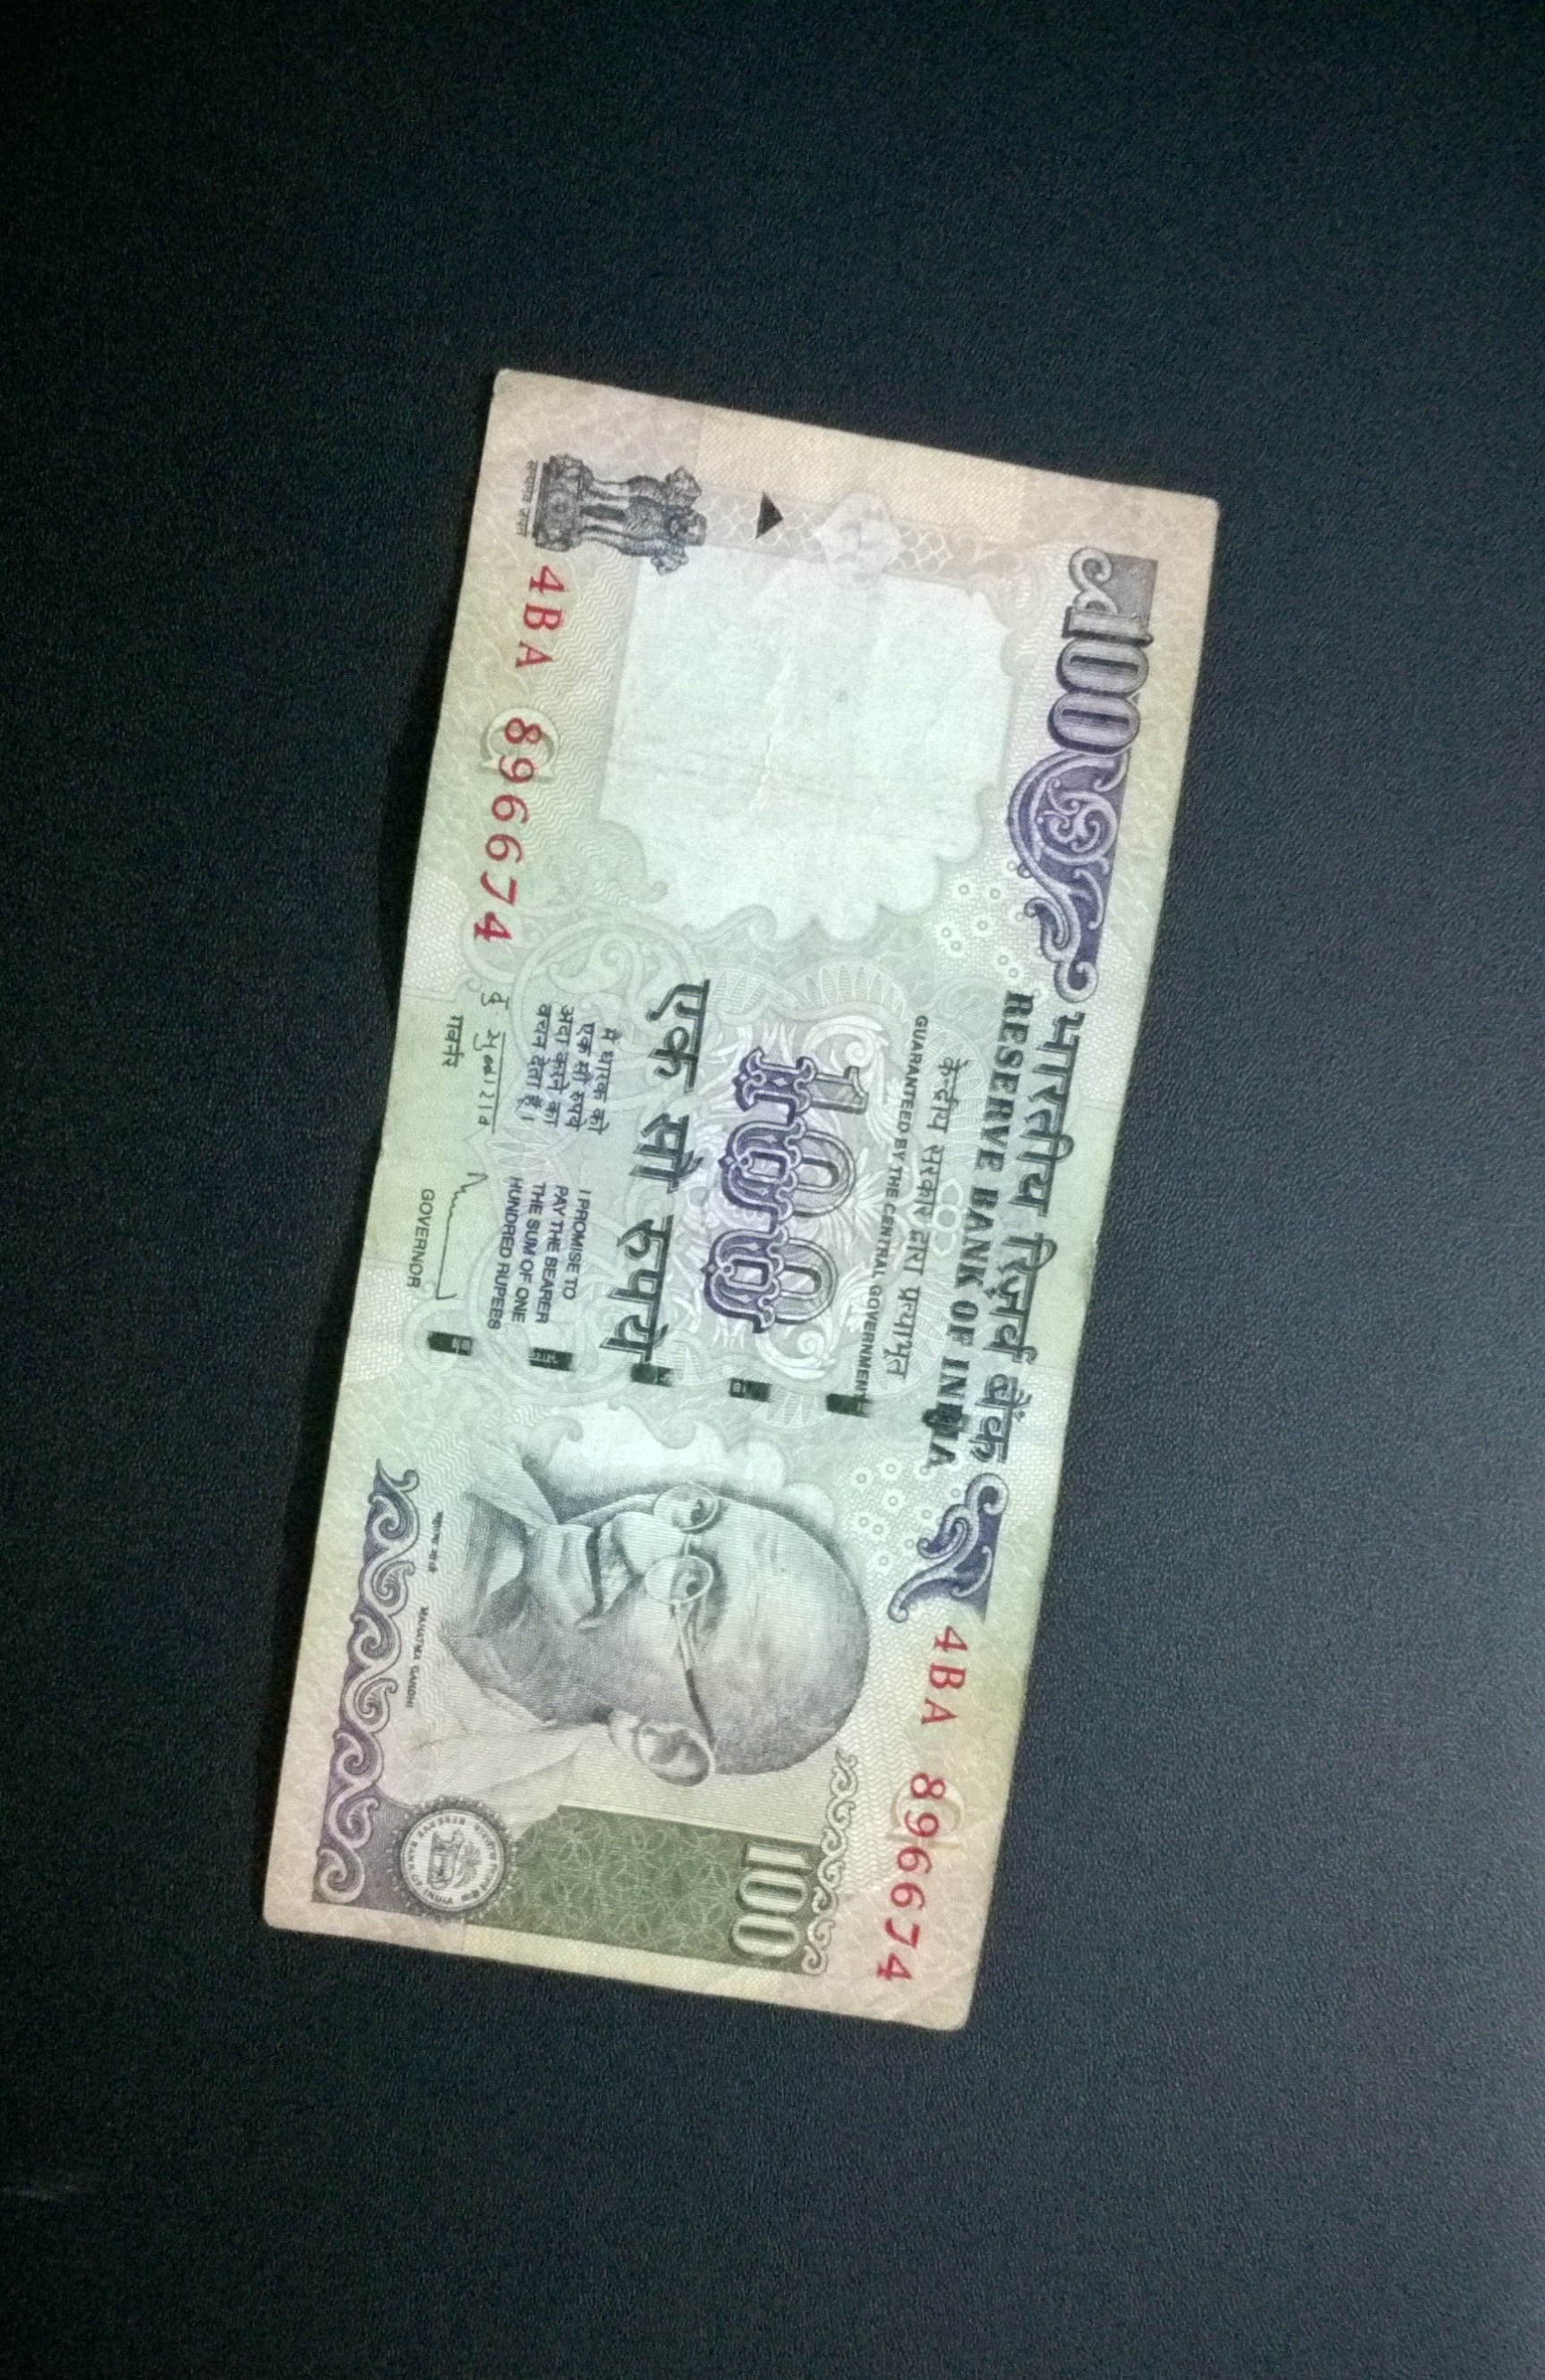 100
भारतीय रिज़र्व बैंक
RESERVE BANK OF INDIA
केन्द्रीय सरकार द्वारा प्रत्याभूत
GUARANTEED BY THE CENTRAL GOVERNMENT
4BA 896674
100
100
एक सौ रुपये
मैं धारक को
एक सौ रुपये
अदा करने का
वचन देता हूँ।
I PROMISE TO
PAY THE BEARER
THE SUM OF ONE
HUNDRED RUPEES
गवर्नर
GOVERNOR
सत्यमेव जयते
4BA 896674
महात्मा गांधी MAHATMA GANDHI
भारतीय रिज़र्व बैंक
RESERVE BANK OF INDIA